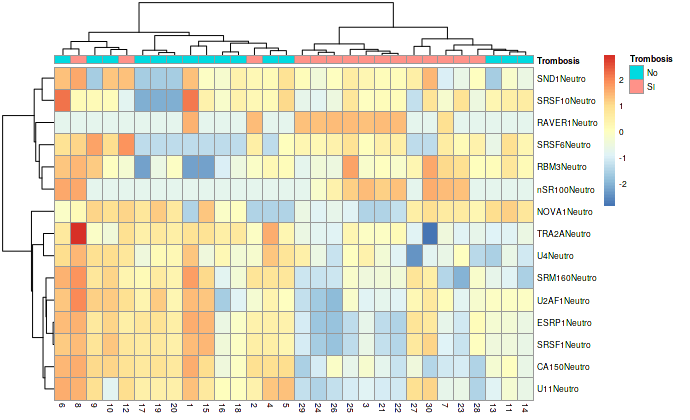 Trombosis
Trombosis
No
SI
2
1
0
-1
-2
SND1Neutro
SRSF10Neutro
RAVER1Neutro
SRSF6Neutro
RBM3Neutro
nSR100Neutro
NOVA1Neutro
TRA2ANeutro
U4Neutro
SRM160Neutro
U2AF1Neutro
ESRP1Neutro
SRSF1Neutro
CA150Neutro
U11Neutro
6 8 9 10 12 17 19 20 1 15 16 18 2 4 5 29 24 26 25 3 21 22 27 30 7 23 28 13 11 14